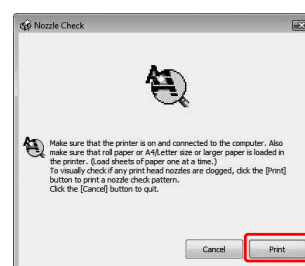 Nozzle Check
Make sure that the printer is on and connected to the computer. Also
make sure that roll paper or A4/Letter size or larger paper is loaded in
the printer. (Load sheets of paper one at a time.)
To visually check if any print head nozzles are clogged, click the [Print]
button to print a nozzle check pattern.
Click the [Cancel] button to quit.
Cancel
Print